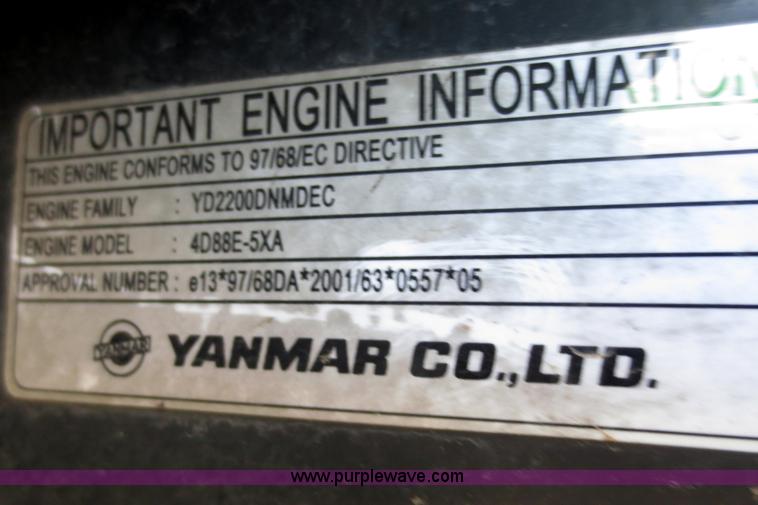 IMPORTANT ENGINE INFORMATION
THIS ENGINE CONFORMS TO 97/68/EC DIRECTIVE
ENGINE FAMILY : YD2200DNMDEC
ENGINE MODEL : 4D88E-5XA
APPROVAL NUMBER : e13*97/68DA*2001/63*0557*05
YANMAR YANMAR CO.,LTD.
www.purplewave.com